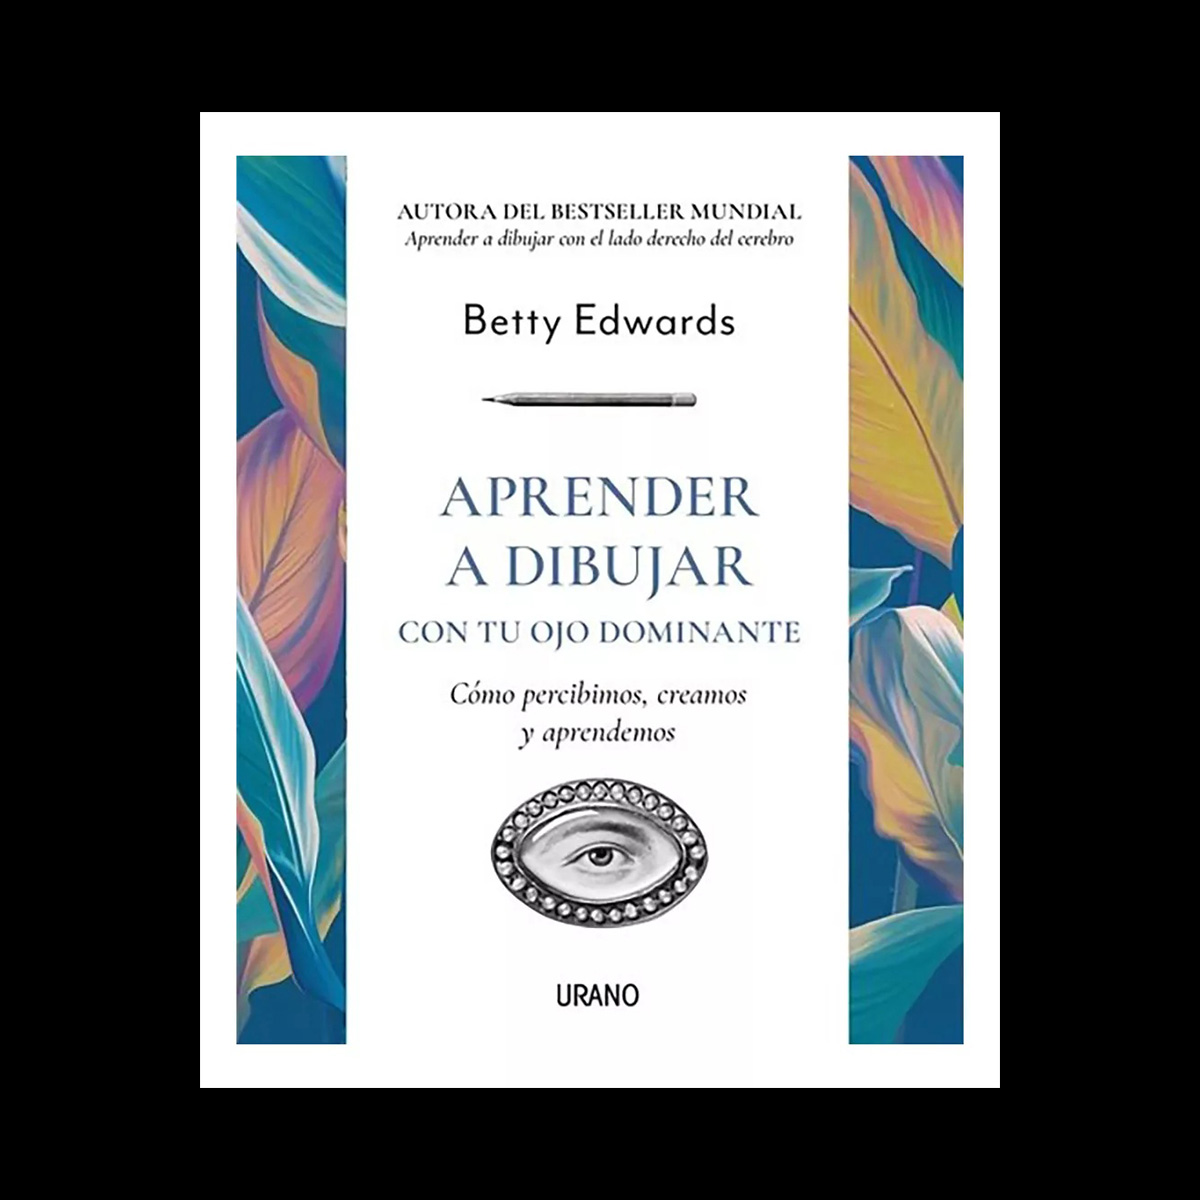 AUTORA DEL BESTSELLER MUNDIAL
Aprender a dibujar con el lado derecho del cerebro
Betty Edwards
APRENDER
A DIBUJAR
CON TU OJO DOMINANTE
Cómo percibimos, creamos
y aprendemos
URANO